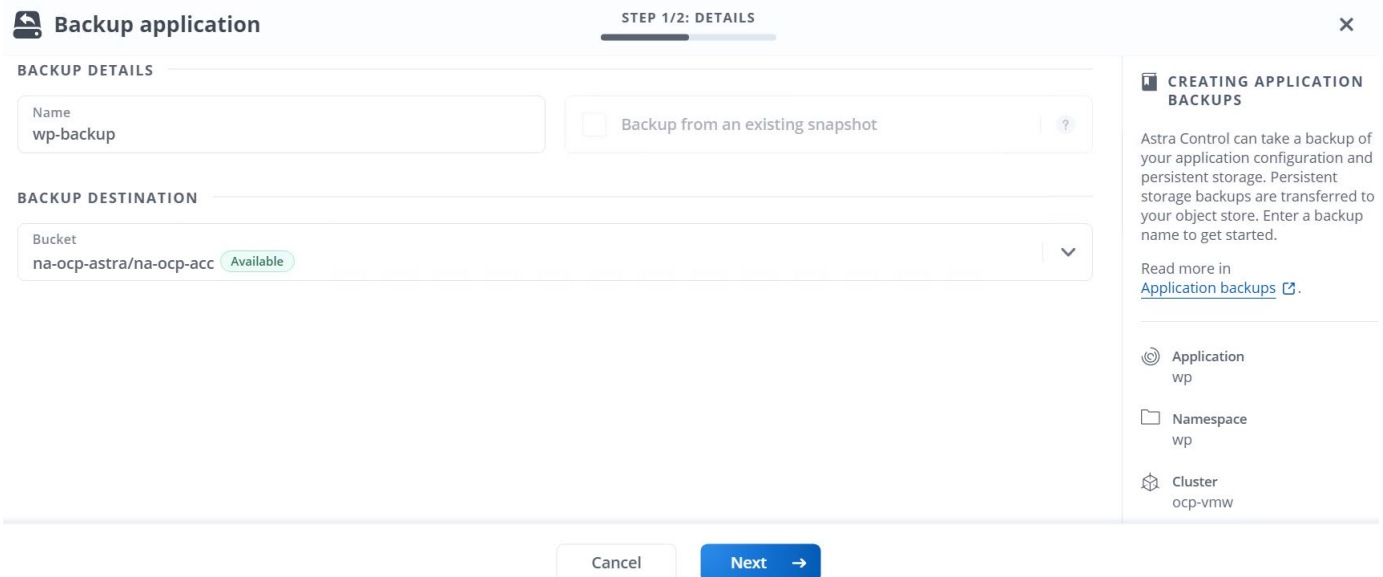 Backup application
STEP 1/2: DETAILS
BACKUP DETAILS
Name
wp-backup
Backup from an existing snapshot
?
BACKUP DESTINATION
Bucket
na-ocp-astra/na-ocp-acc Available
CREATING APPLICATION
BACKUPS
Astra Control can take a backup of
your application configuration and
persistent storage. Persistent
storage backups are transferred to
your object store. Enter a backup
name to get started.
Read more in
Application backups.
Application
wp
Namespace
wp
Cluster
ocp-vmw
Cancel
Next →